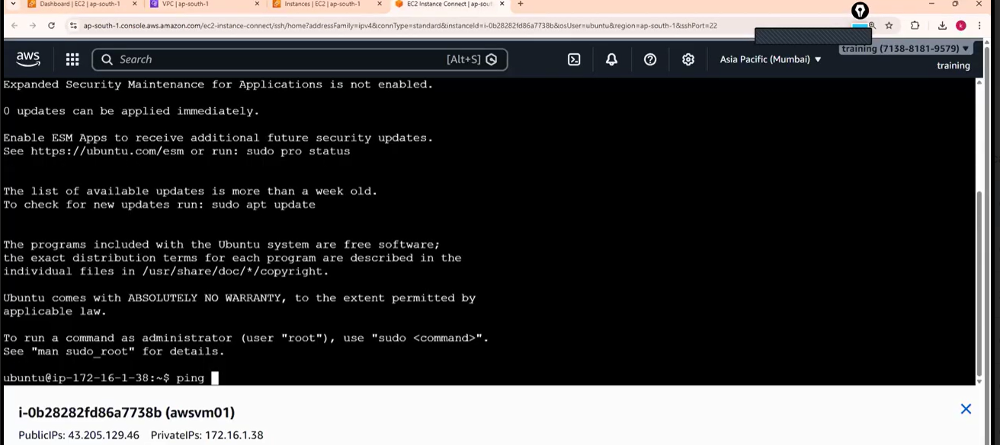 Dashboard | EC2 | ap-south-1
VPC | ap-south-1
Instances | EC2 | ap-south-1
EC2 Instance Connect | ap-sou
ap-south-1.console.aws.amazon.com/ec2-instance-connect/ssh/home?addressFamily=ipv4&connType=standard&instanceId=i-0b28282fd86a7738b&osUser=ubuntu&region=ap-south-1&sshPort=22
k
aws
Search
[Alt+S]
Asia Pacific (Mumbai)
training (7138-8181-9579)
training
Expanded Security Maintenance for Applications is not enabled.
0 updates can be applied immediately.
Enable ESM Apps to receive additional future security updates.
See https://ubuntu.com/esm or run: sudo pro status
The list of available updates is more than a week old.
To check for new updates run: sudo apt update
The programs included with the Ubuntu system are free software;
the exact distribution terms for each program are described in the
individual files in /usr/share/doc/*/copyright.
Ubuntu comes with ABSOLUTELY NO WARRANTY, to the extent permitted by
applicable law.
To run a command as administrator (user "root"), use "sudo <command>".
See "man sudo_root" for details.
ubuntu@ip-172-16-1-38:~$ ping
i-0b28282fd86a7738b (awsvm01)
PublicIPs: 43.205.129.46 PrivateIPs: 172.16.1.38